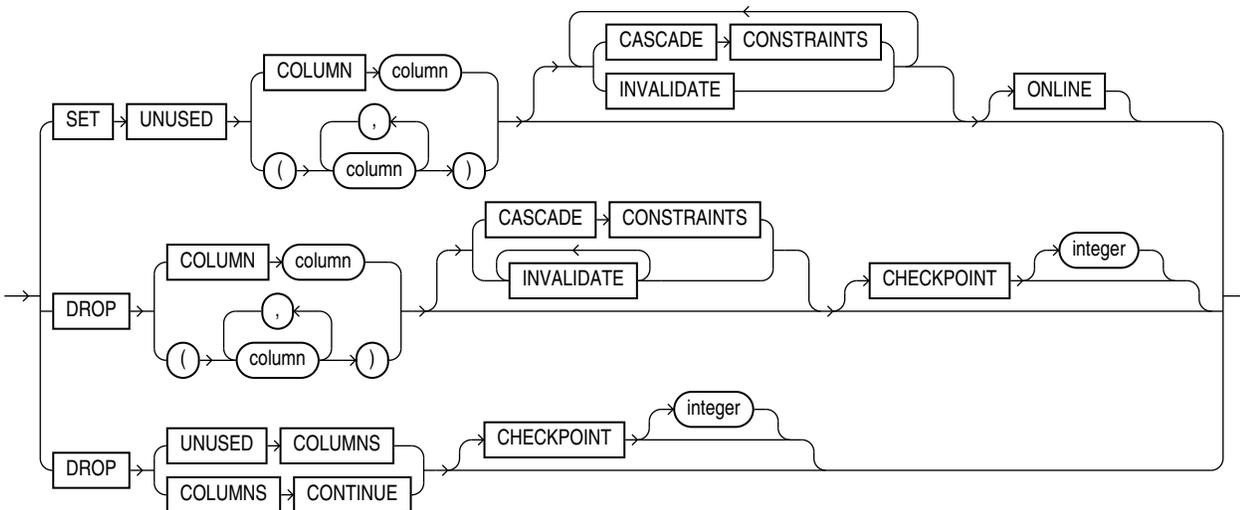 CASCADE CONSTRAINTS
COLUMN column
INVALIDATE ONLINE
SET UNUSED ,
( column )
CASCADE CONSTRAINTS
COLUMN column integer
INVALIDATE CHECKPOINT
DROP ,
( column )
integer
UNUSED COLUMNS CHECKPOINT
DROP
COLUMNS CONTINUE